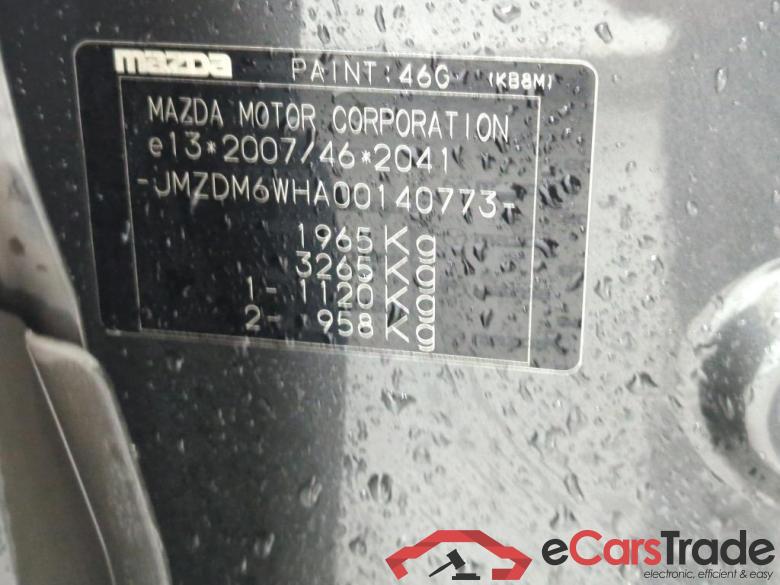 mazda PAINT:46G (KB8M)
MAZDA MOTOR CORPORATION
e13*2007/46*2041
-JMZDM6WHA00140773-
1965Kg
3265Kg
1- 1120Kg
2- 958Kg
eCarsTrade
electronic, efficient & easy